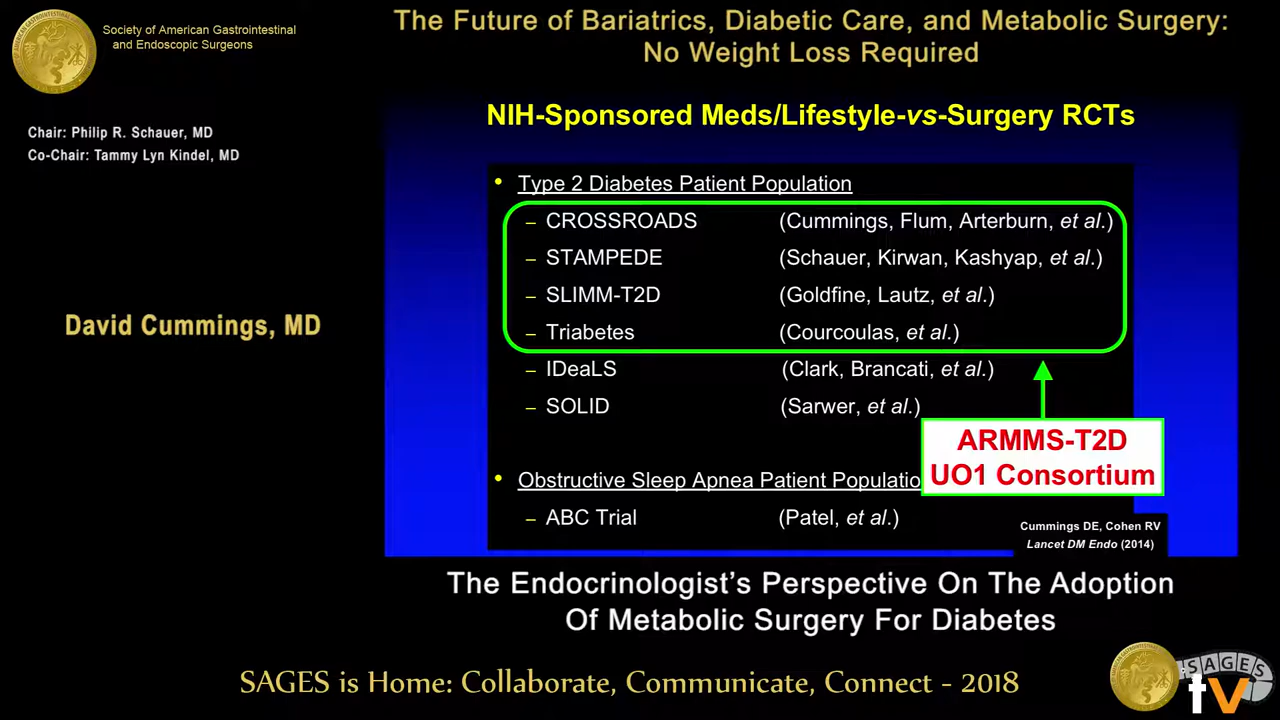 Society of American Gastrointestinal
and Endoscopic Surgeons
The Future of Bariatrics, Diabetic Care, and Metabolic Surgery:
No Weight Loss Required
Chair: Philip R. Schauer, MD
Co-Chair: Tammy Lyn Kindel, MD
David Cummings, MD
NIH-Sponsored Meds/Lifestyle-vs-Surgery RCTs
• Type 2 Diabetes Patient Population
– CROSSROADS (Cummings, Flum, Arterburn, et al.)
– STAMPEDE (Schauer, Kirwan, Kashyap, et al.)
– SLIMM-T2D (Goldfine, Lautz, et al.)
– Triabetes (Courcoulas, et al.)
– IDeaLS (Clark, Brancati, et al.)
– SOLID (Sarwer, et al.)
ARMMS-T2D
UO1 Consortium
• Obstructive Sleep Apnea Patient Populatio
– ABC Trial (Patel, et al.)
Cummings DE, Cohen RV
Lancet DM Endo (2014)
The Endocrinologist’s Perspective On The Adoption
Of Metabolic Surgery For Diabetes
SAGES is Home: Collaborate, Communicate, Connect - 2018
SAGES
tv